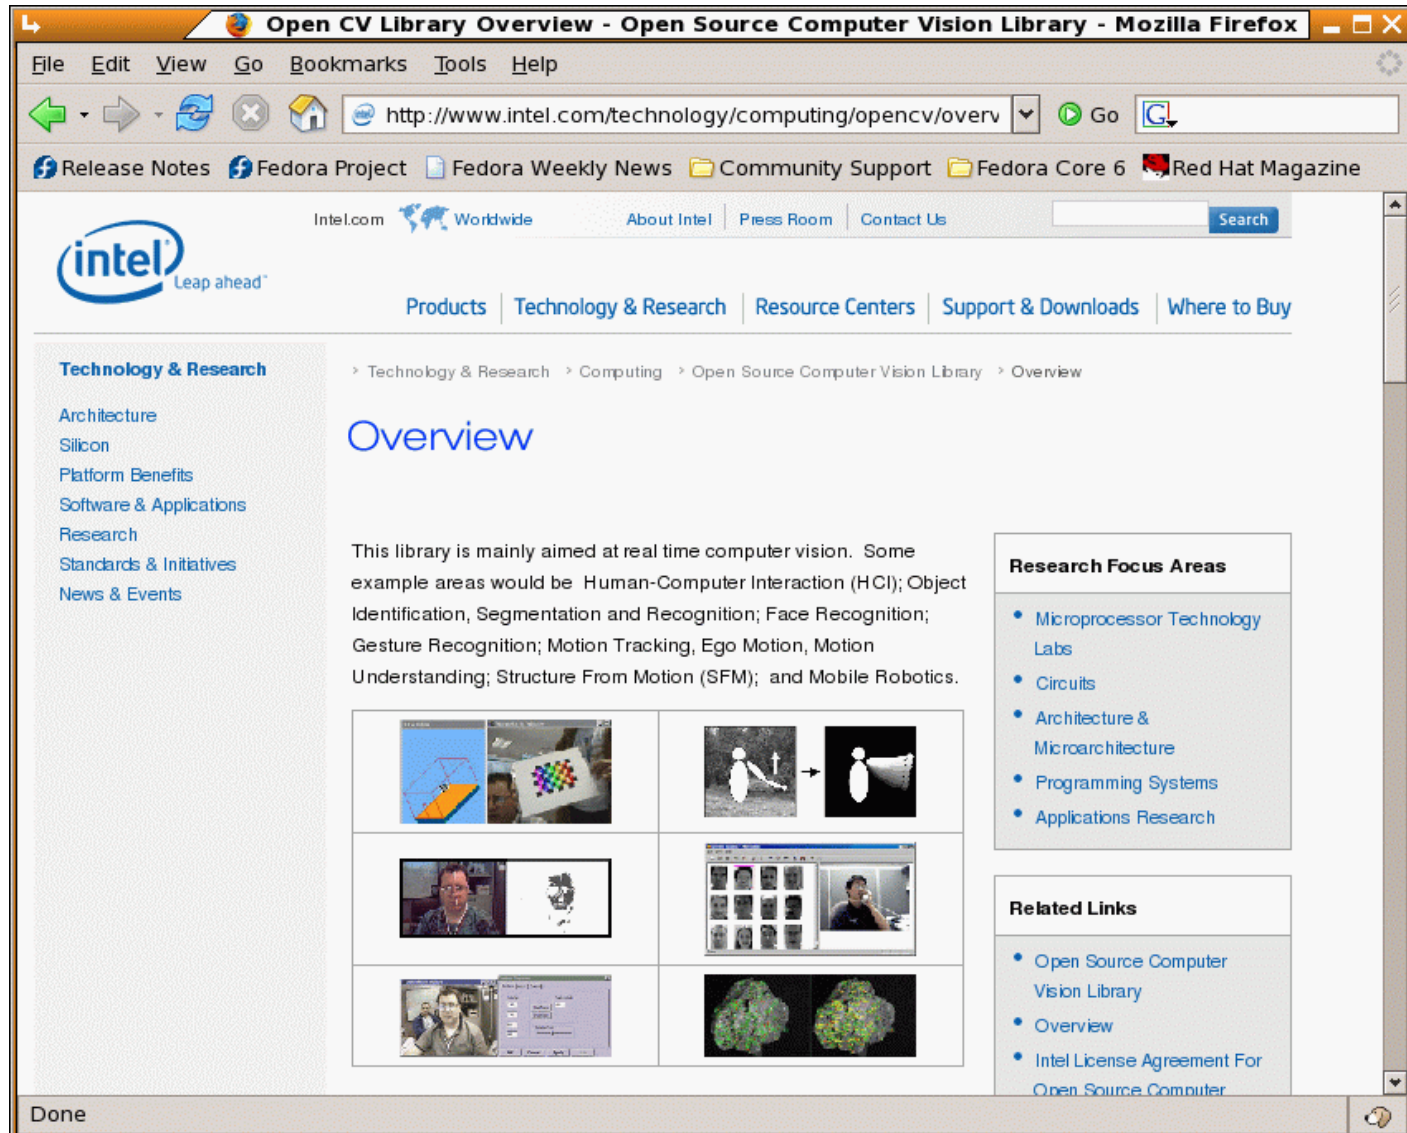 Open CV Library Overview - Open Source Computer Vision Library - Mozilla Firefox
File Edit View Go Bookmarks Tools Help
http://www.intel.com/technology/computing/opencv/overv Go G
Release Notes Fedora Project Fedora Weekly News Community Support Fedora Core 6 Red Hat Magazine
Intel.com Worldwide About Intel Press Room Contact Us Search
intel
Leap ahead™
Products Technology & Research Resource Centers Support & Downloads Where to Buy
Technology & Research
Architecture
Silicon
Platform Benefits
Software & Applications
Research
Standards & Initiatives
News & Events
› Technology & Research › Computing › Open Source Computer Vision Library › Overview
Overview
This library is mainly aimed at real time computer vision. Some
example areas would be Human-Computer Interaction (HCI); Object
Identification, Segmentation and Recognition; Face Recognition;
Gesture Recognition; Motion Tracking, Ego Motion, Motion
Understanding; Structure From Motion (SFM); and Mobile Robotics.
Research Focus Areas
Microprocessor Technology
Labs
Circuits
Architecture &
Microarchitecture
Programming Systems
Applications Research
Related Links
Open Source Computer
Vision Library
Overview
Intel License Agreement For
Open Source Computer
Done